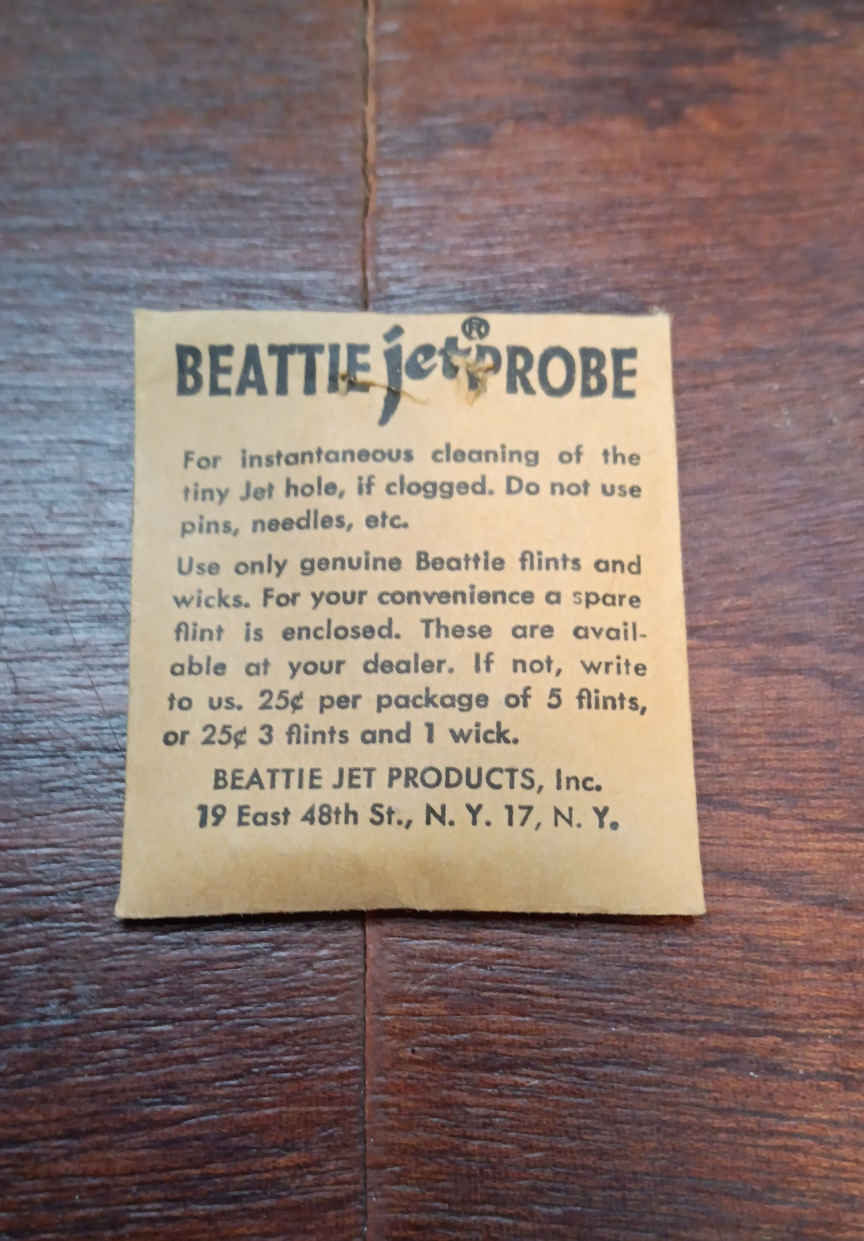 BEATTIE jet® PROBE
For instantaneous cleaning of the
tiny Jet hole, if clogged. Do not use
pins, needles, etc.
Use only genuine Beattie flints and
wicks. For your convenience a spare
flint is enclosed. These are avail-
able at your dealer. If not, write
to us. 25¢ per package of 5 flints,
or 25¢ 3 flints and 1 wick.
BEATTIE JET PRODUCTS, Inc.
19 East 48th St., N. Y. 17, N. Y.